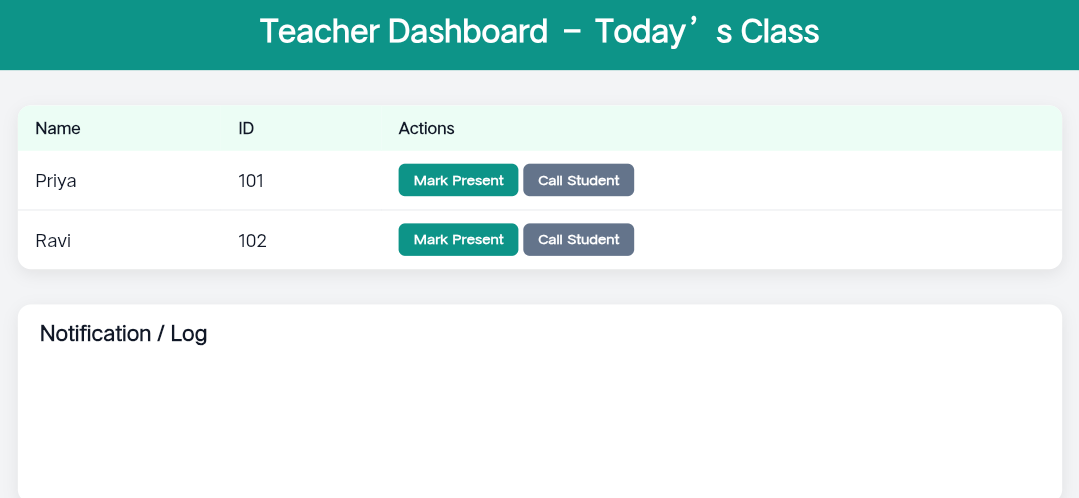 Teacher Dashboard – Today’s Class
Name ID Actions
Priya 101 Mark Present Call Student
Ravi 102 Mark Present Call Student
Notification / Log